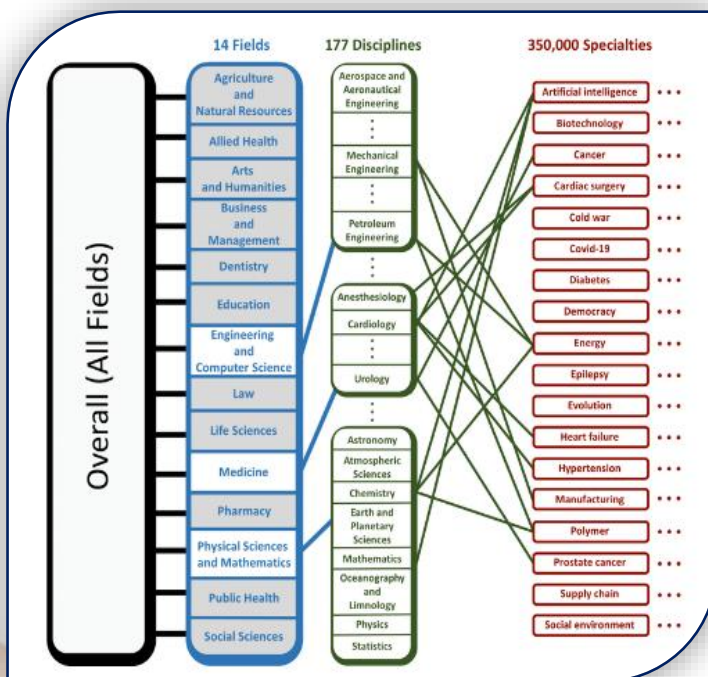 14 Fields
177 Disciplines
350,000 Specialties
Overall (All Fields)
Agriculture
and
Natural Resources
Allied Health
Arts
and Humanities
Business
and
Management
Dentistry
Education
Engineering
and
Computer Science
Law
Life Sciences
Medicine
Pharmacy
Physical Sciences
and Mathematics
Public Health
Social Sciences
Aerospace and
Aeronautical
Engineering
Mechanical
Engineering
Petroleum
Engineering
Anesthesiology
Cardiology
Urology
Astronomy
Atmospheric
Sciences
Chemistry
Earth and
Planetary
Sciences
Mathematics
Oceanography
and
Limnology
Physics
Statistics
Artificial intelligence
Biotechnology
Cancer
Cardiac surgery
Cold war
Covid-19
Diabetes
Democracy
Energy
Epilepsy
Evolution
Heart failure
Hypertension
Manufacturing
Polymer
Prostate cancer
Supply chain
Social environment